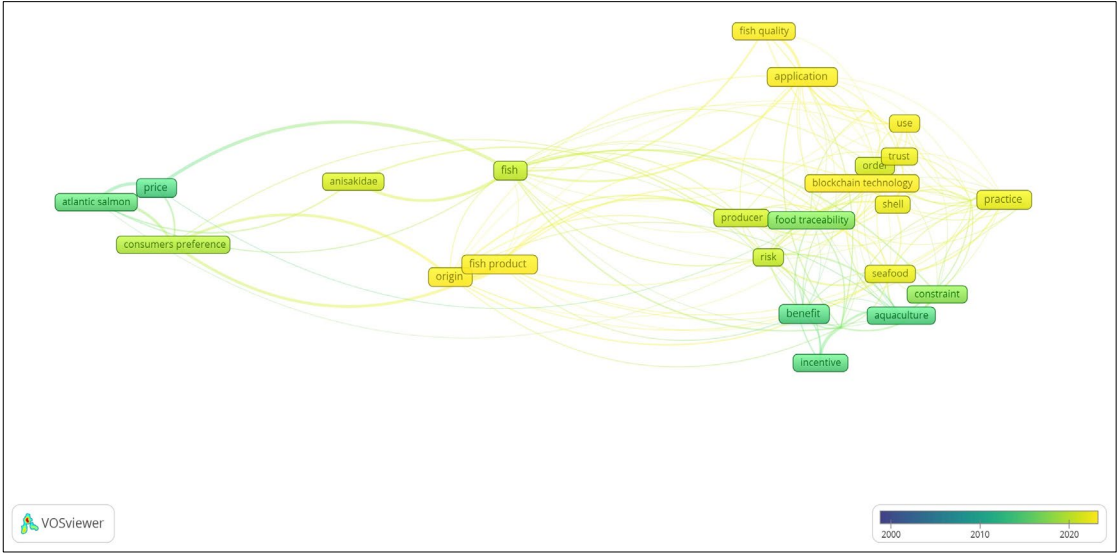 fish quality
application
use
trust
order
fish
anisakidae
blockchain technology
price
atlantic salmon
practice
shell
producer
food traceability
consumers preference
risk
fish product
origin
seafood
constraint
benefit
aquaculture
incentive
VOSviewer
2000
2010
2020